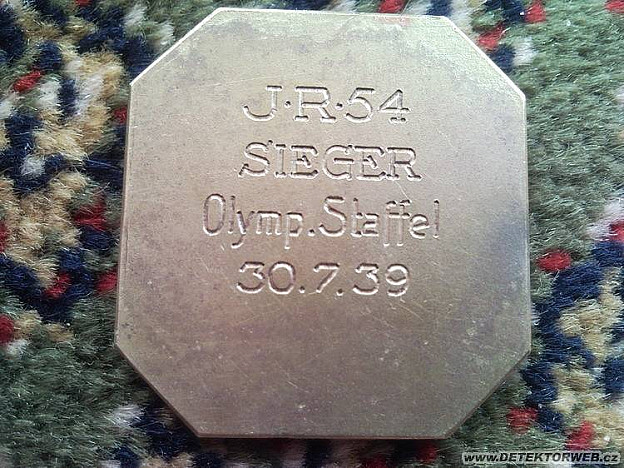 J·R·54
SIEGER
Olymp.Staffel
30.7.39
www.DETEKTORWEB.cz